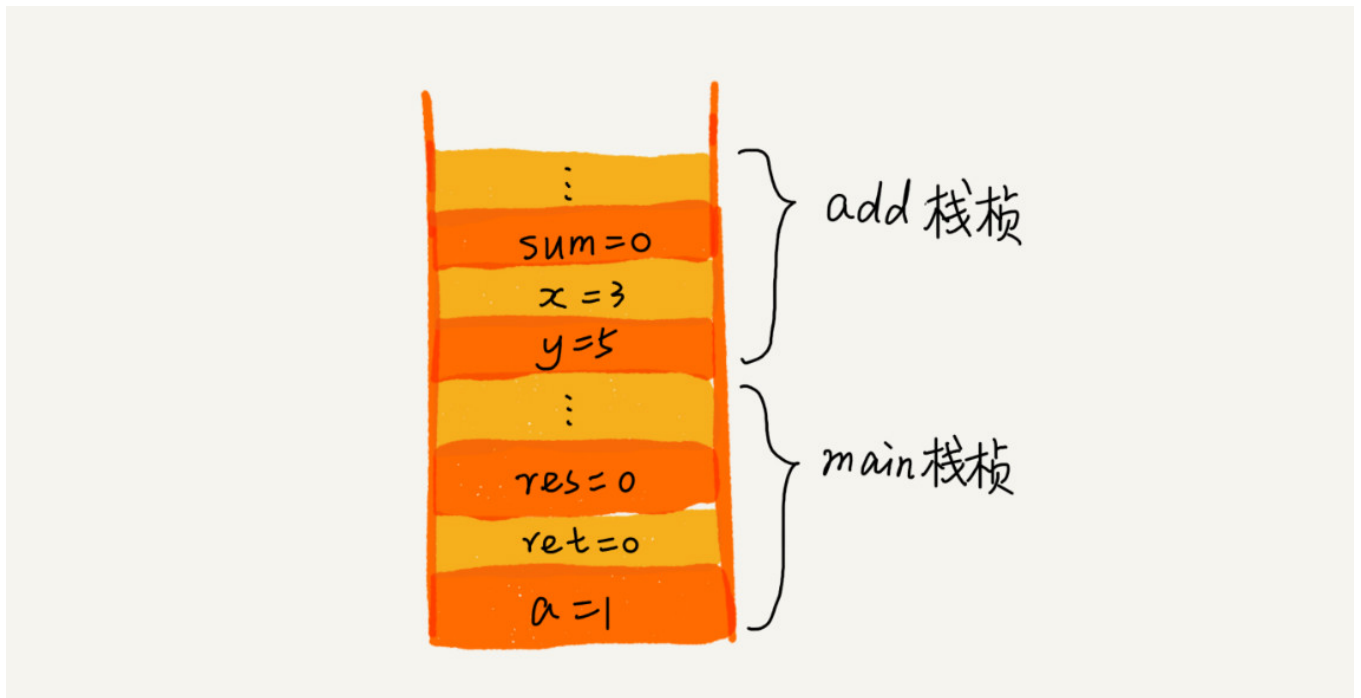 ⋮
sum=0
x=3
y=5
add栈桢
⋮
res=0
ret=0
a=1
main栈桢